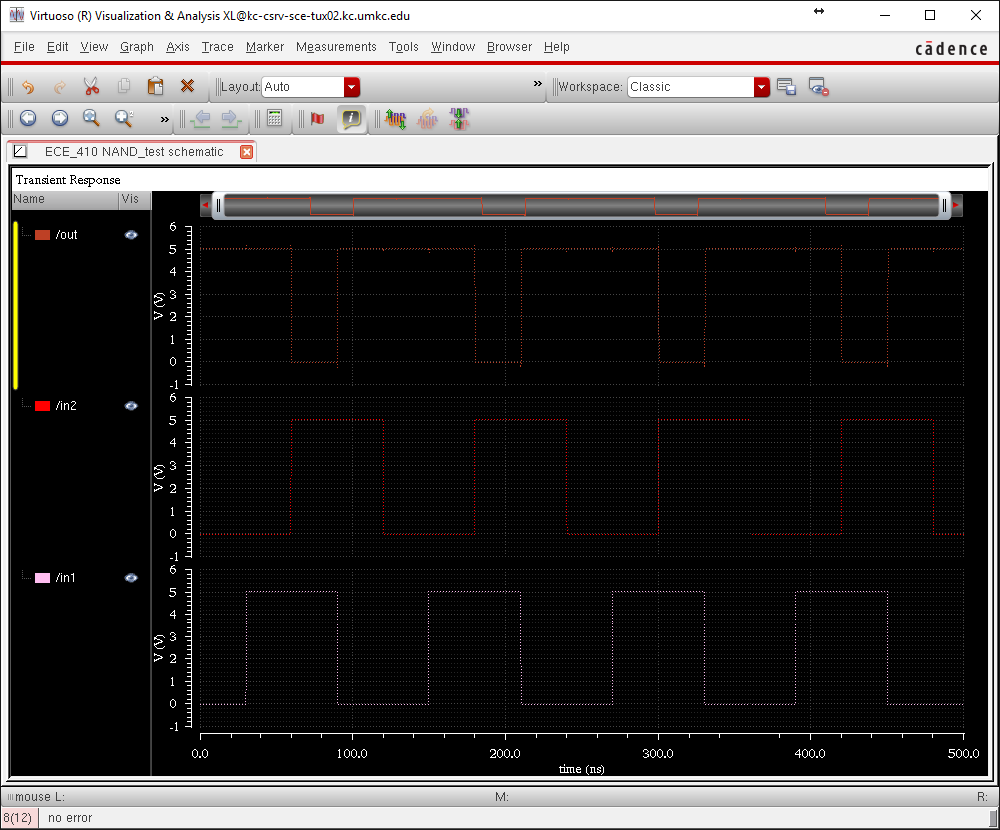 Virtuoso (R) Visualization & Analysis XL@kc-csrv-sce-tux02.kc.umkc.edu
File Edit View Graph Axis Trace Marker Measurements Tools Window Browser Help
cādence
Layout: Auto
»
Workspace: Classic
»
ECE_410 NAND_test schematic
Transient Response
Name Vis
/out
6
5
4
3
2
1
0
-1
V (V)
/in2
6
5
4
3
2
1
0
-1
V (V)
/in1
6
5
4
3
2
1
0
-1
V (V)
0.0 100.0 200.0 300.0 400.0 500.0
time (ns)
mouse L: M: R:
8(12) no error